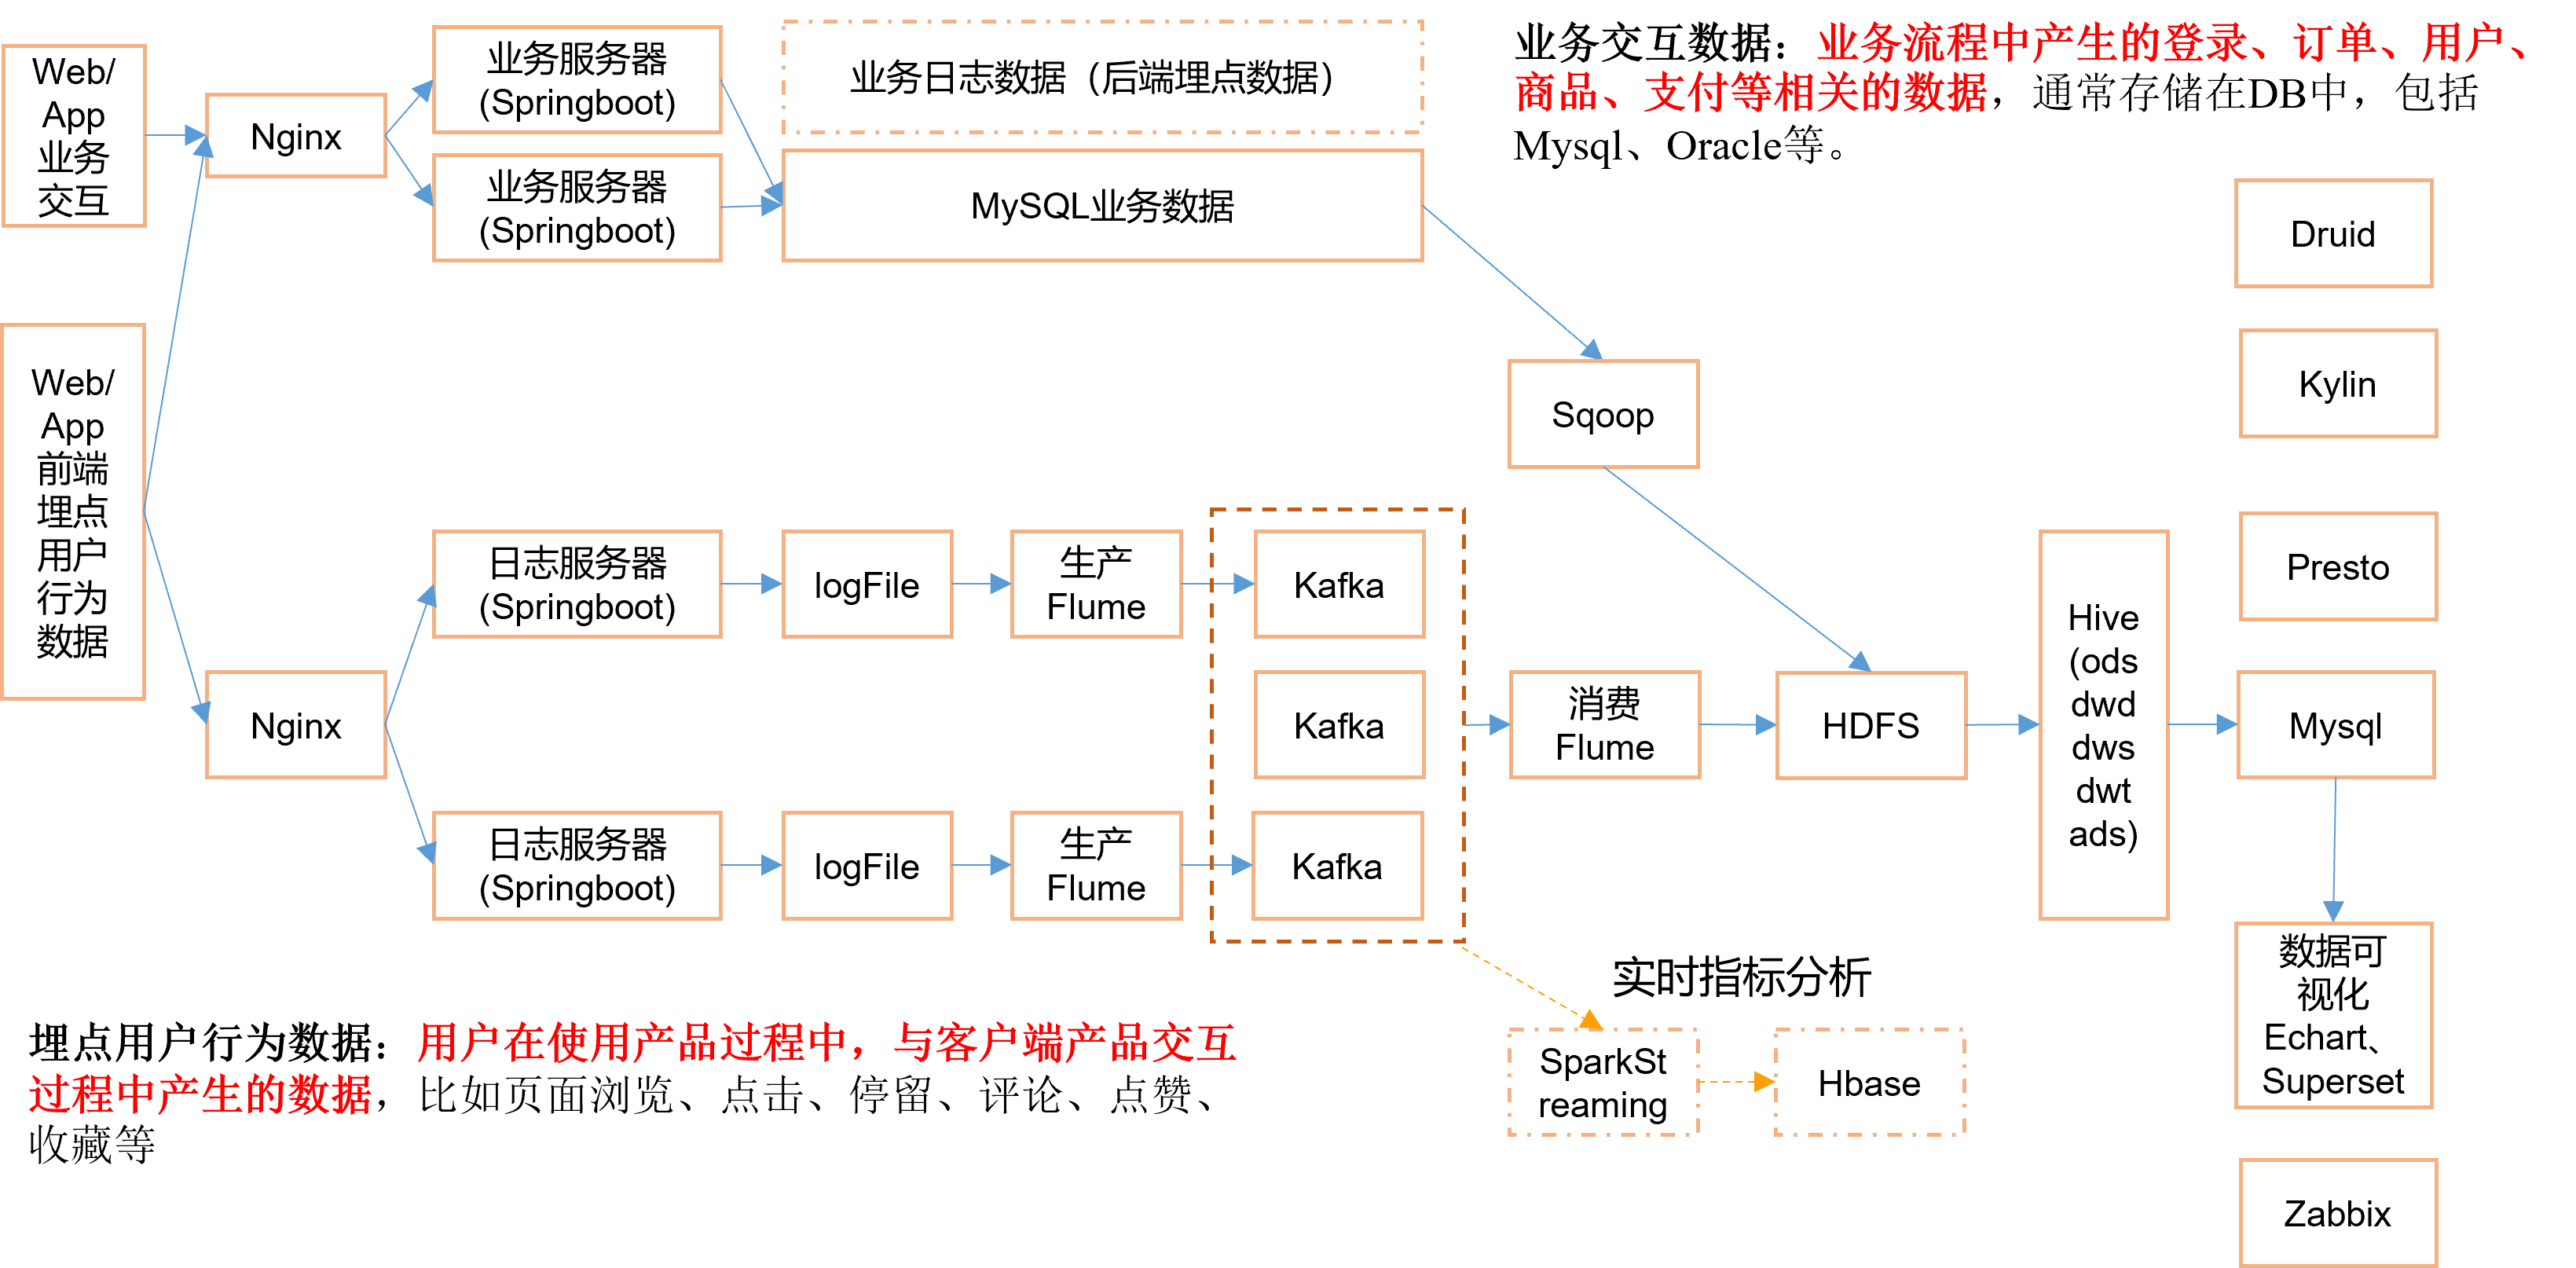 Web/
App
业务
交互
Nginx
业务服务器
(Springboot)
业务服务器
(Springboot)
业务日志数据（后端埋点数据）
MySQL业务数据
业务交互数据：业务流程中产生的登录、订单、用户、
商品、支付等相关的数据，通常存储在DB中，包括
Mysql、Oracle等。
Web/
App
前端
埋点
用户
行为
数据
Nginx
日志服务器
(Springboot)
logFile
生产
Flume
Kafka
Kafka
日志服务器
(Springboot)
logFile
生产
Flume
Kafka
Sqoop
消费
Flume
HDFS
Hive
(ods
dwd
dws
dwt
ads)
Druid
Kylin
Presto
Mysql
数据可
视化
Echart、
Superset
Zabbix
实时指标分析
SparkSt
reaming
Hbase
埋点用户行为数据：用户在使用产品过程中，与客户端产品交互
过程中产生的数据，比如页面浏览、点击、停留、评论、点赞、
收藏等